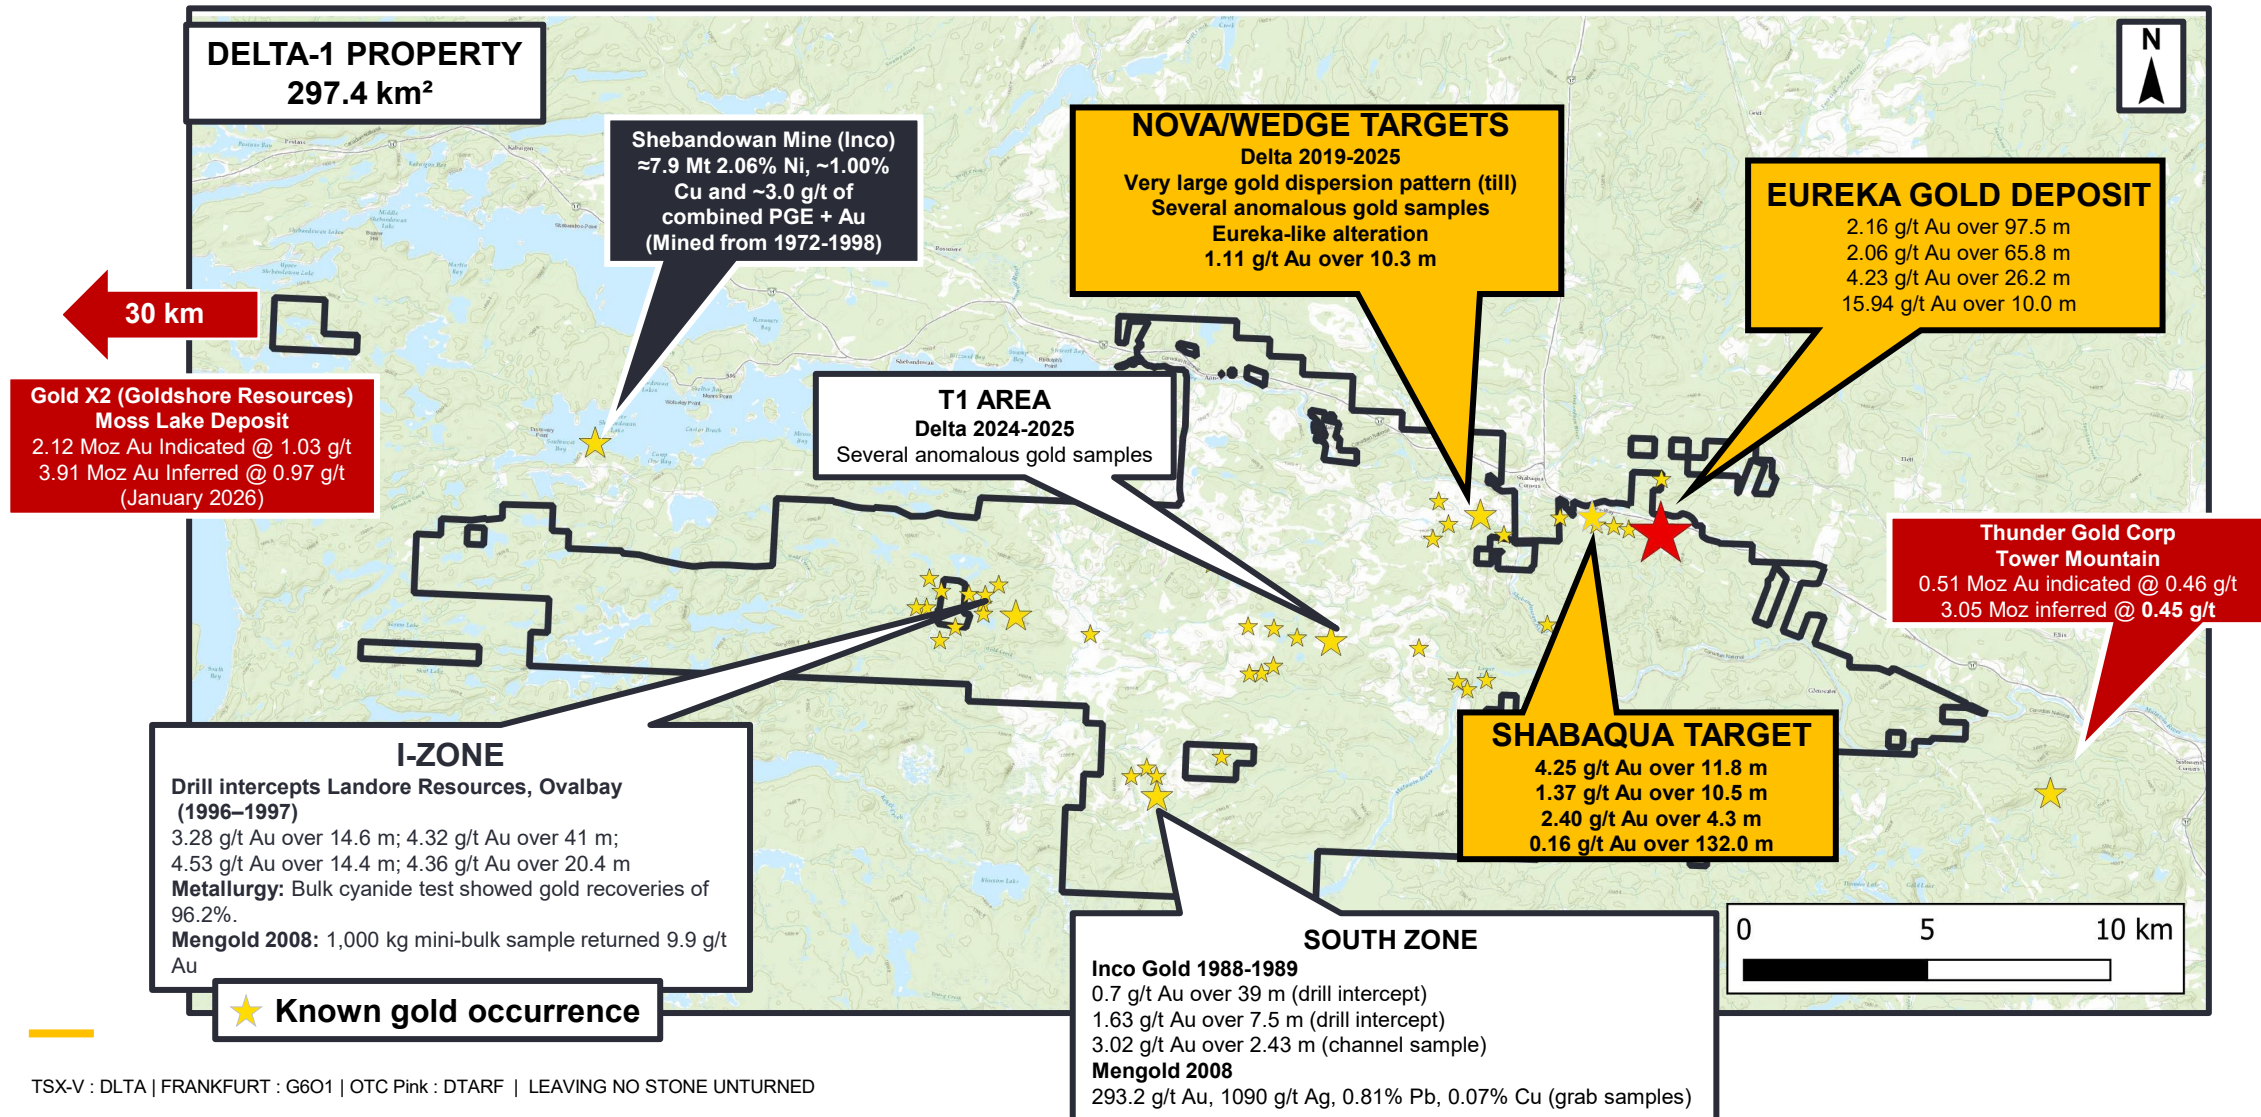 DELTA-1 PROPERTY
297.4 km²
N
Shebandowan Mine (Inco)
≈7.9 Mt 2.06% Ni, ~1.00%
Cu and ~3.0 g/t of
combined PGE + Au
(Mined from 1972-1998)
NOVA/WEDGE TARGETS
Delta 2019-2025
Very large gold dispersion pattern (till)
Several anomalous gold samples
Eureka-like alteration
1.11 g/t Au over 10.3 m
EUREKA GOLD DEPOSIT
2.16 g/t Au over 97.5 m
2.06 g/t Au over 65.8 m
4.23 g/t Au over 26.2 m
15.94 g/t Au over 10.0 m
30 km
Gold X2 (Goldshore Resources)
Moss Lake Deposit
2.12 Moz Au Indicated @ 1.03 g/t
3.91 Moz Au Inferred @ 0.97 g/t
(January 2026)
T1 AREA
Delta 2024-2025
Several anomalous gold samples
Thunder Gold Corp
Tower Mountain
0.51 Moz Au indicated @ 0.46 g/t
3.05 Moz inferred @ 0.45 g/t
SHABAQUA TARGET
4.25 g/t Au over 11.8 m
1.37 g/t Au over 10.5 m
2.40 g/t Au over 4.3 m
0.16 g/t Au over 132.0 m
I-ZONE
Drill intercepts Landore Resources, Ovalbay
(1996–1997)
3.28 g/t Au over 14.6 m; 4.32 g/t Au over 41 m;
4.53 g/t Au over 14.4 m; 4.36 g/t Au over 20.4 m
Metallurgy: Bulk cyanide test showed gold recoveries of
96.2%.
Mengold 2008: 1,000 kg mini-bulk sample returned 9.9 g/t
Au
SOUTH ZONE
Inco Gold 1988-1989
0.7 g/t Au over 39 m (drill intercept)
1.63 g/t Au over 7.5 m (drill intercept)
3.02 g/t Au over 2.43 m (channel sample)
Mengold 2008
293.2 g/t Au, 1090 g/t Ag, 0.81% Pb, 0.07% Cu (grab samples)
0 5 10 km
Known gold occurrence
TSX-V : DLTA | FRANKFURT : G6O1 | OTC Pink : DTARF | LEAVING NO STONE UNTURNED